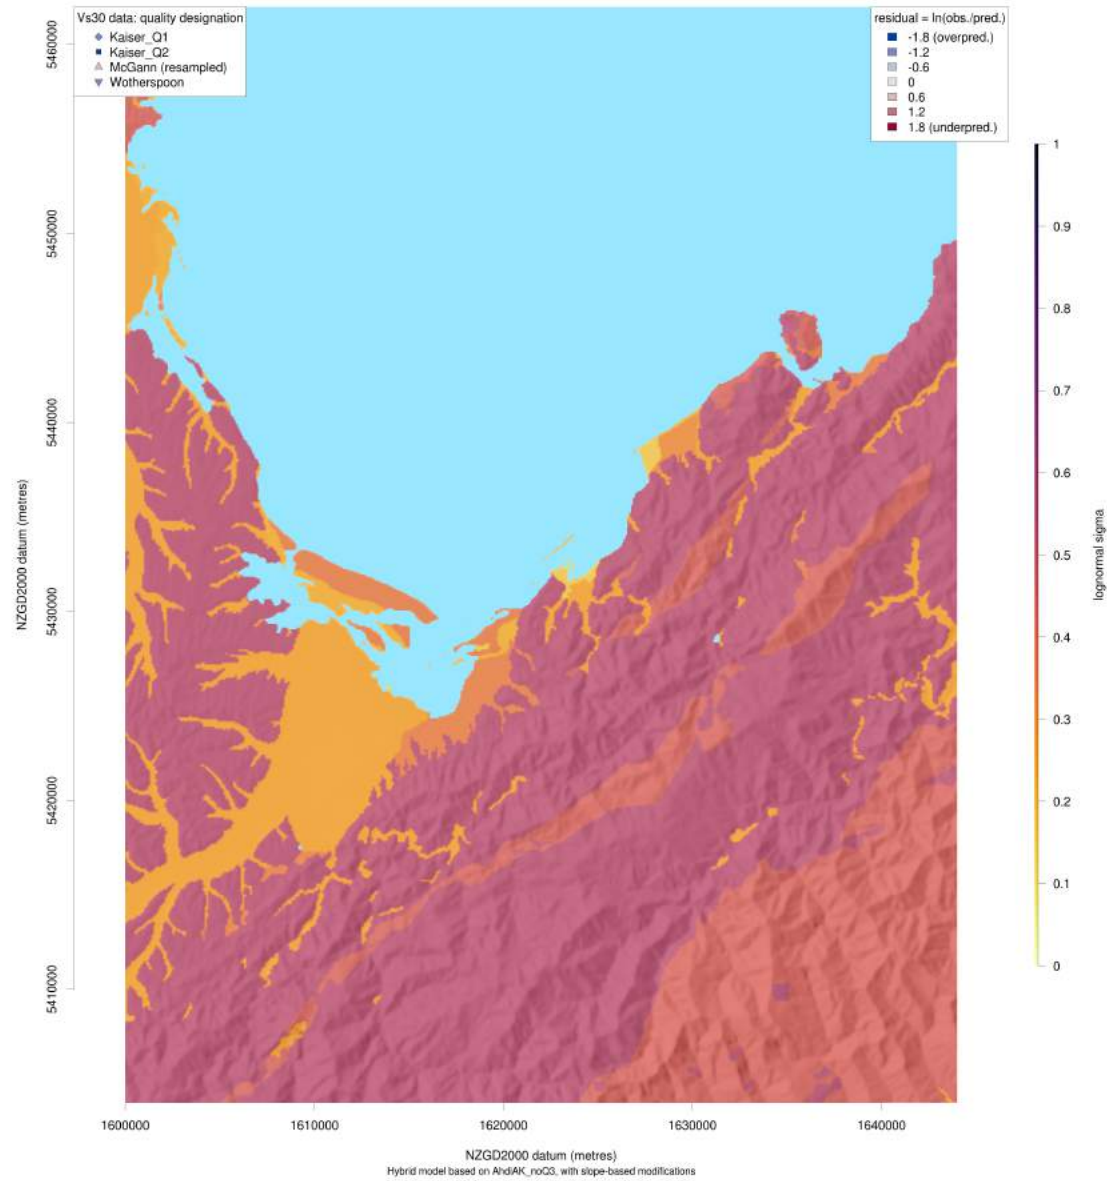 Vs30 data: quality designation
Kaiser_Q1
Kaiser_Q2
McGann (resampled)
Wotherspoon
residual = ln(obs./pred.)
-1.8 (overpred.)
-1.2
-0.6
0
0.6
1.2
1.8 (underpred.)
5460000
5450000
5440000
5430000
5420000
5410000
NZGD2000 datum (metres)
1
0.9
0.8
0.7
0.6
0.5
0.4
0.3
0.2
0.1
0
lognormal sigma
1600000 1610000 1620000 1630000 1640000
NZGD2000 datum (metres)
Hybrid model based on AhdiAK_noQ3, with slope-based modifications